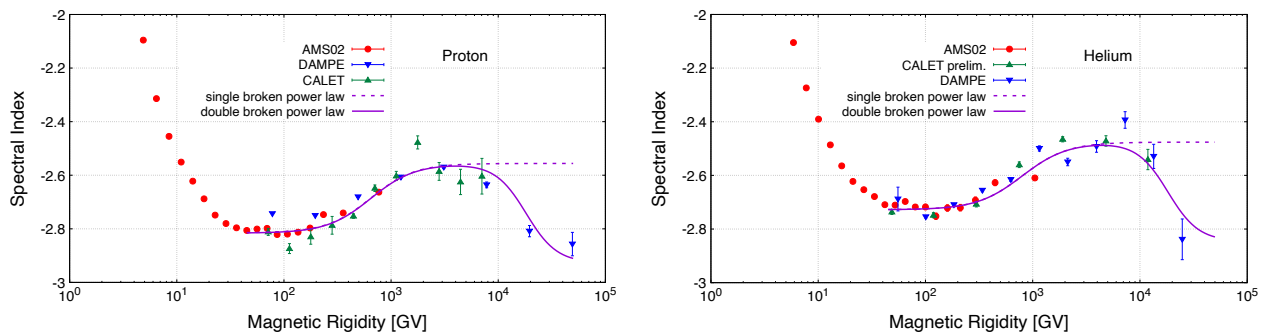 -2
-2.2
-2.4
-2.6
-2.8
-3
Spectral Index
AMS02
DAMPE
CALET
single broken power law
double broken power law
Proton
10^0
10^1
10^2
10^3
10^4
10^5
Magnetic Rigidity [GV]
-2
-2.2
-2.4
-2.6
-2.8
-3
Spectral Index
AMS02
CALET prelim.
DAMPE
single broken power law
double broken power law
Helium
10^0
10^1
10^2
10^3
10^4
10^5
Magnetic Rigidity [GV]